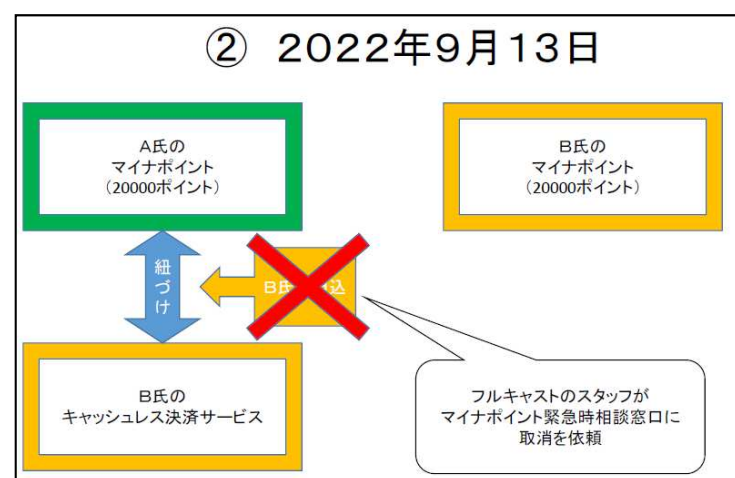 ② 2022年9月13日
A氏の
マイナポイント
（20000ポイント）
B氏の
マイナポイント
（20000ポイント）
紐づけ
B氏
込
B氏の
キャッシュレス決済サービス
フルキャストのスタッフが
マイナポイント緊急時相談窓口に
取消を依頼